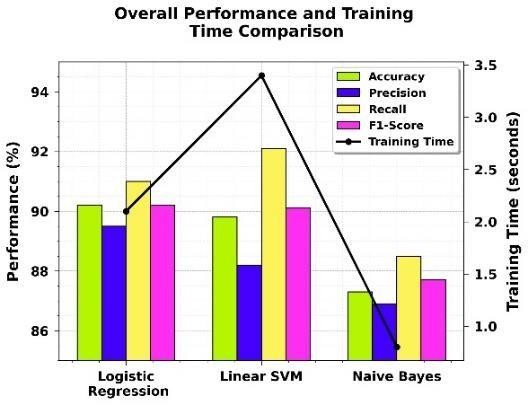 Overall Performance and Training
Time Comparison
Performance (%)
94
92
90
88
86
Accuracy
Precision
Recall
F1-Score
Training Time
3.5
3.0
2.5
2.0
1.5
1.0
Training Time (seconds)
Logistic
Regression
Linear SVM
Naive Bayes